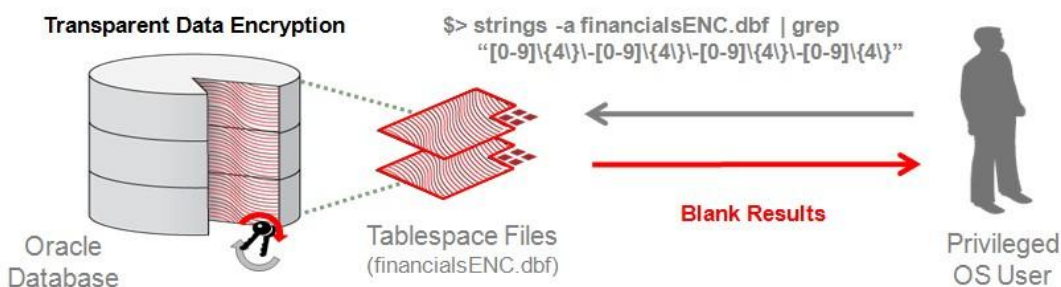 Transparent Data Encryption
$> strings -a financialsENC.dbf | grep
“[0-9]\{4\}\-[0-9]\{4\}\-[0-9]\{4\}\-[0-9]\{4\}”
Blank Results
Oracle
Database
Tablespace Files
(financialsENC.dbf)
Privileged
OS User